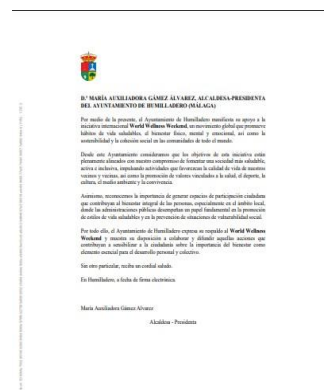 D.ª MARÍA AUXILIADORA GÁMEZ ÁLVAREZ, ALCALDESA-PRESIDENTA
DEL AYUNTAMIENTO DE HUMILLADERO (MÁLAGA)
Por medio de la presente, el Ayuntamiento de Humilladero manifiesta su apoyo a la
iniciativa internacional World Wellness Weekend, un movimiento global que promueve
hábitos de vida saludables, el bienestar físico, mental y emocional, así como la
sostenibilidad y la cohesión social en las comunidades de todo el mundo.
Desde este Ayuntamiento consideramos que los objetivos de esta iniciativa están
plenamente alineados con nuestro compromiso de fomentar una sociedad más saludable,
activa e inclusiva, impulsando actividades que favorezcan la calidad de vida de nuestros
vecinos y vecinas, así como la promoción de valores vinculados a la salud, el deporte, la
cultura, el medio ambiente y la convivencia.
Asimismo, reconocemos la importancia de generar espacios de participación ciudadana
que contribuyan al bienestar integral de las personas, especialmente en el ámbito local,
donde las administraciones públicas desempeñan un papel fundamental en la promoción
de estilos de vida saludables y en la prevención de situaciones de vulnerabilidad social.
Por todo ello, el Ayuntamiento de Humilladero expresa su respaldo al World Wellness
Weekend y muestra su disposición a colaborar y difundir aquellas acciones que
contribuyan a sensibilizar a la ciudadanía sobre la importancia del bienestar como
elemento esencial para el desarrollo personal y colectivo.
Sin otro particular, reciba un cordial saludo.
En Humilladero, a fecha de firma electrónica.
María Auxiliadora Gámez Álvarez
Alcaldesa - Presidenta